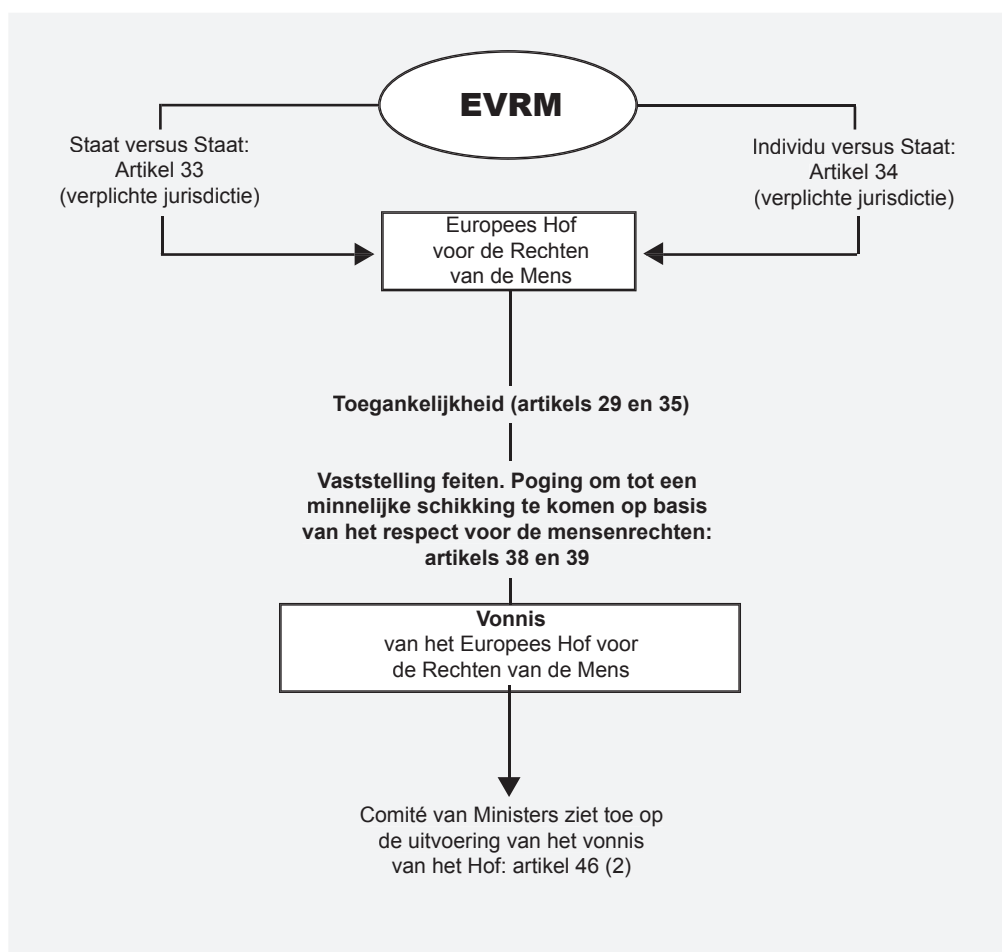 EVRM
Staat versus Staat:
Artikel 33
(verplichte jurisdictie)
Individu versus Staat:
Artikel 34
(verplichte jurisdictie)
Europees Hof
voor de Rechten
van de Mens
Toegankelijkheid (artikels 29 en 35)
Vaststelling feiten. Poging om tot een
minnelijke schikking te komen op basis
van het respect voor de mensenrechten:
artikels 38 en 39
Vonnis
van het Europees Hof voor
de Rechten van de Mens
Comité van Ministers ziet toe op
de uitvoering van het vonnis
van het Hof: artikel 46 (2)